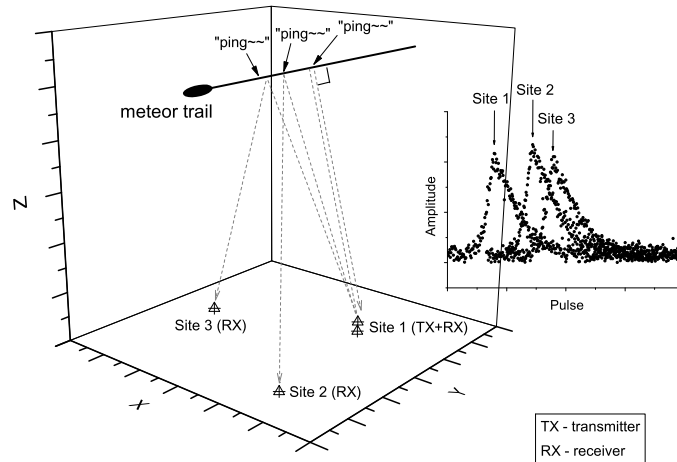 "ping~~"
"ping~~"
"ping~~"
meteor trail
Site 1
Site 2
Site 3
Amplitude
Pulse
Z
Site 3 (RX)
Site 1 (TX+RX)
Site 2 (RX)
X
Y
TX - transmitter
RX - receiver